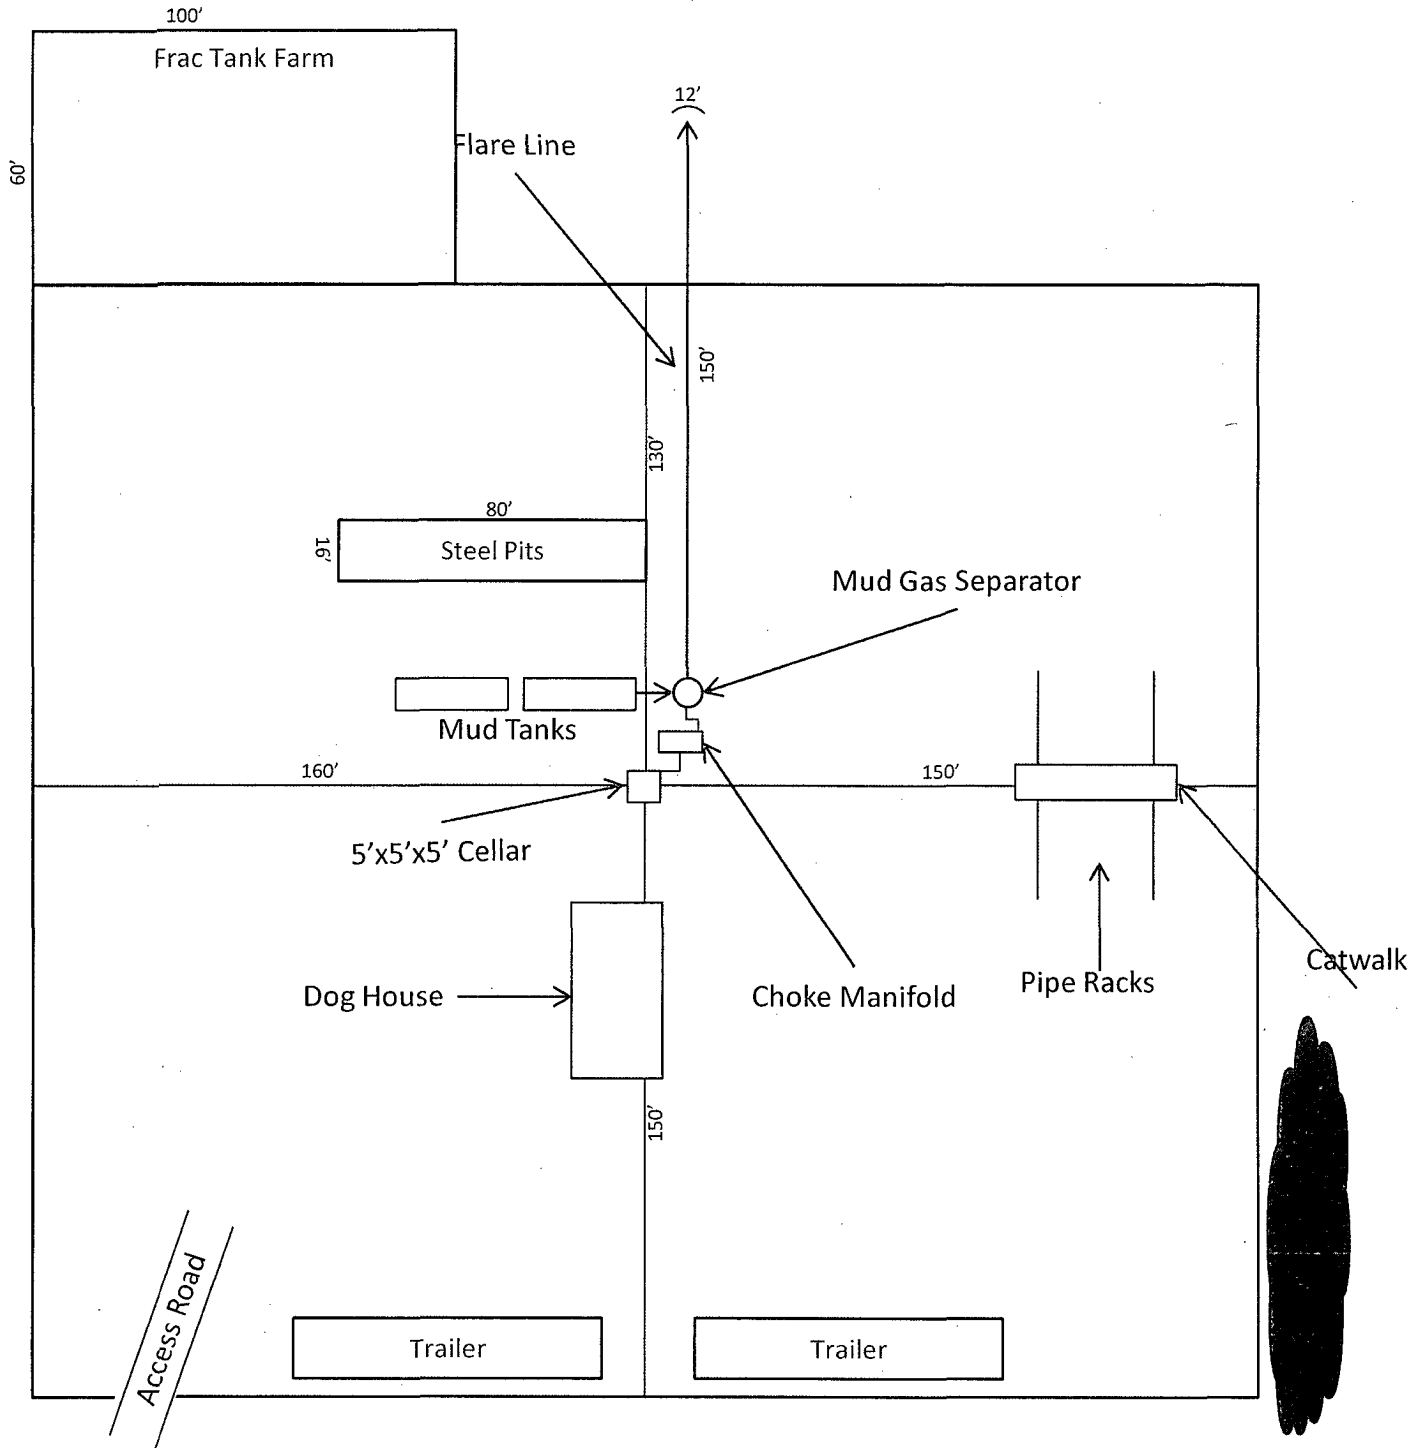 100’
Frac Tank Farm
60’
12’
Flare Line
150’
130’
80’
16’
Steel Pits
Mud Gas Separator
Mud Tanks
160’
150’
5’x5’x5’ Cellar
Catwalk
Pipe Racks
Dog House
Choke Manifold
150’
Access Road
Trailer
Trailer